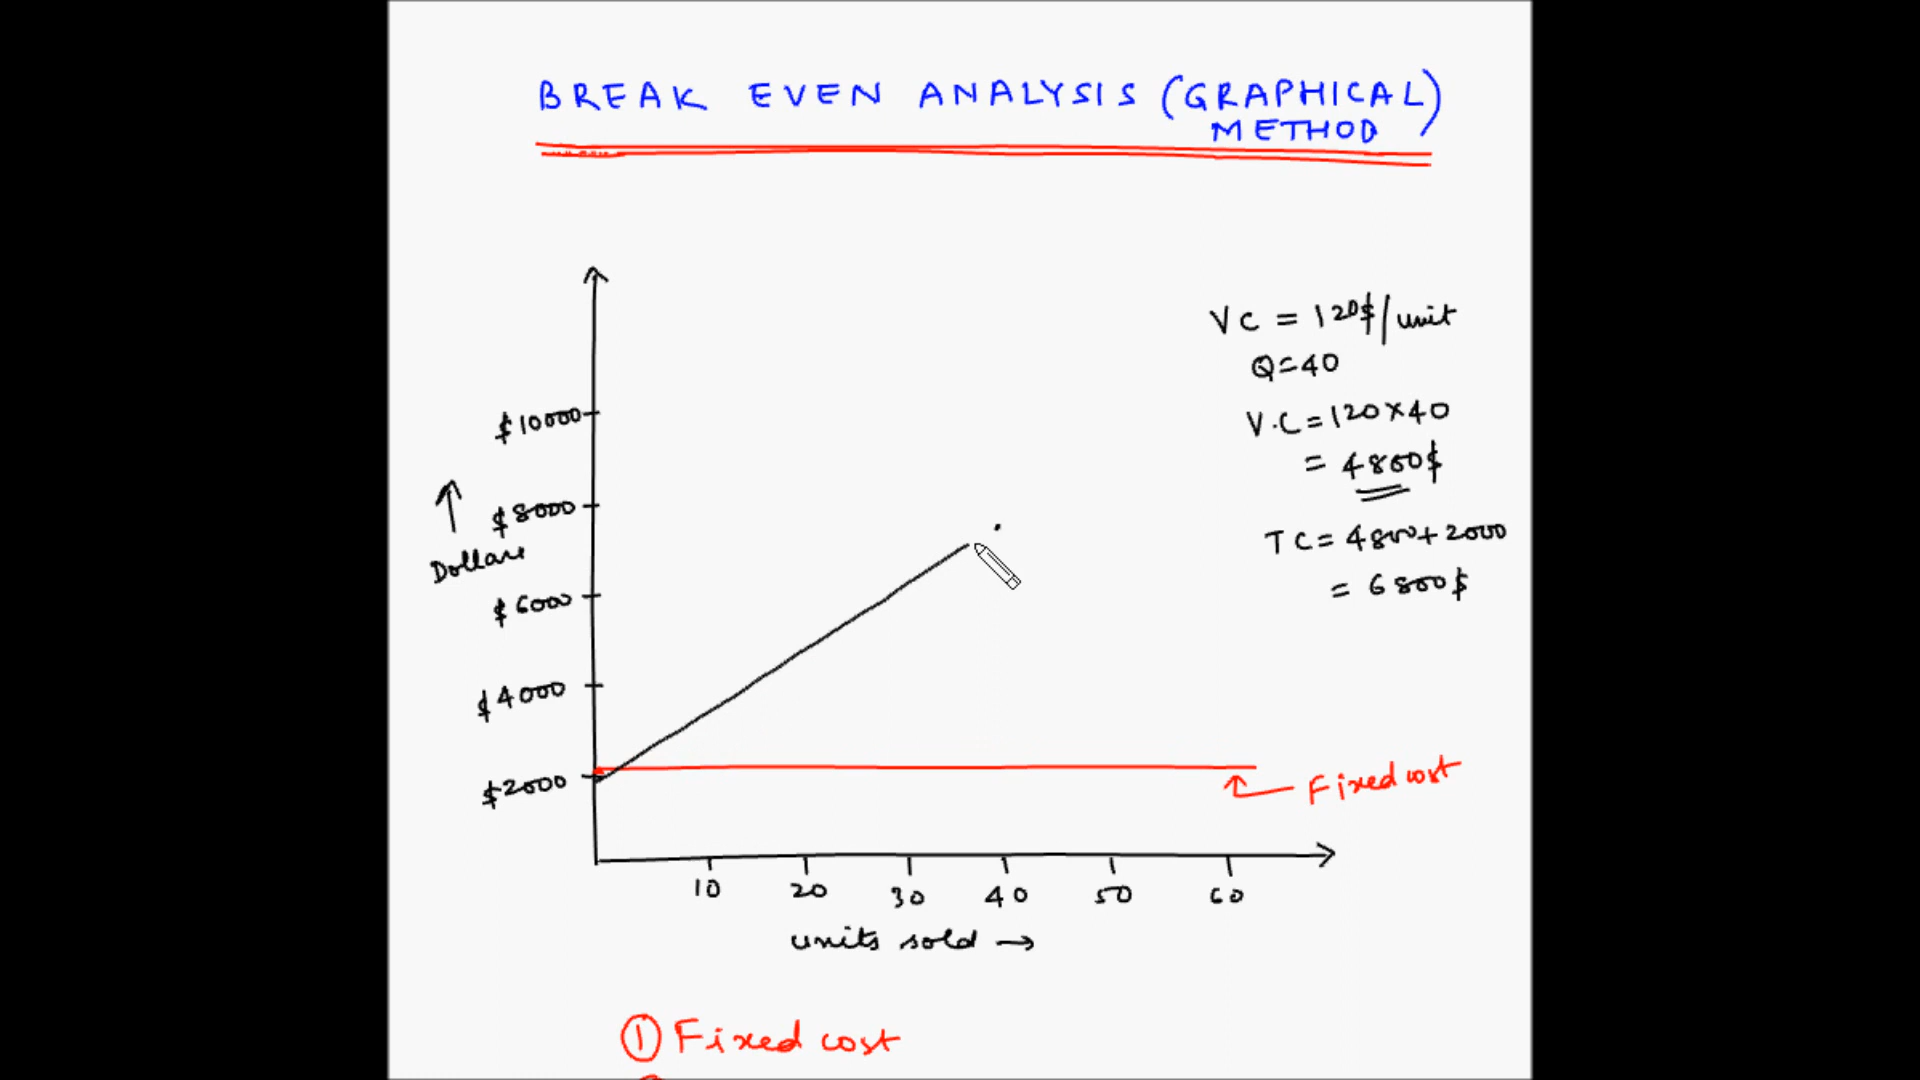 BREAK EVEN ANALYSIS (GRAPHICAL METHOD)
VC = 120$/unit
Q=40
V.C=120×40
= 4800$
TC= 4800+2000
= 6800$
$10000
$8000
Dollars
$6000
$4000
$2000
Fixed cost
10 20 30 40 50 60
units sold →
① Fixed cost